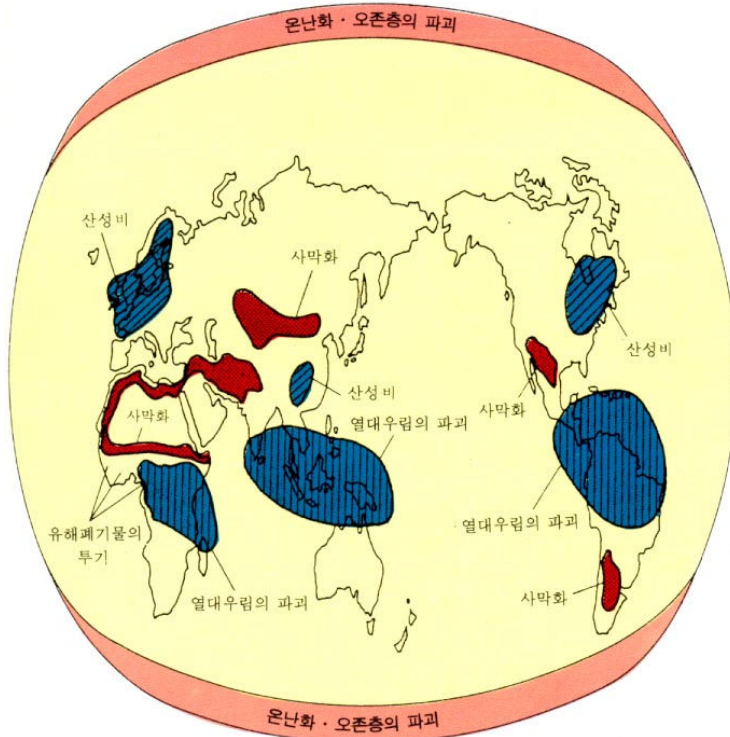 온난화 · 오존층의 파괴
산성비
사막화
산성비
산성비
사막화
열대우림의 파괴
사막화
유해폐기물의
투기
열대우림의 파괴
열대우림의 파괴
사막화
온난화 · 오존층의 파괴